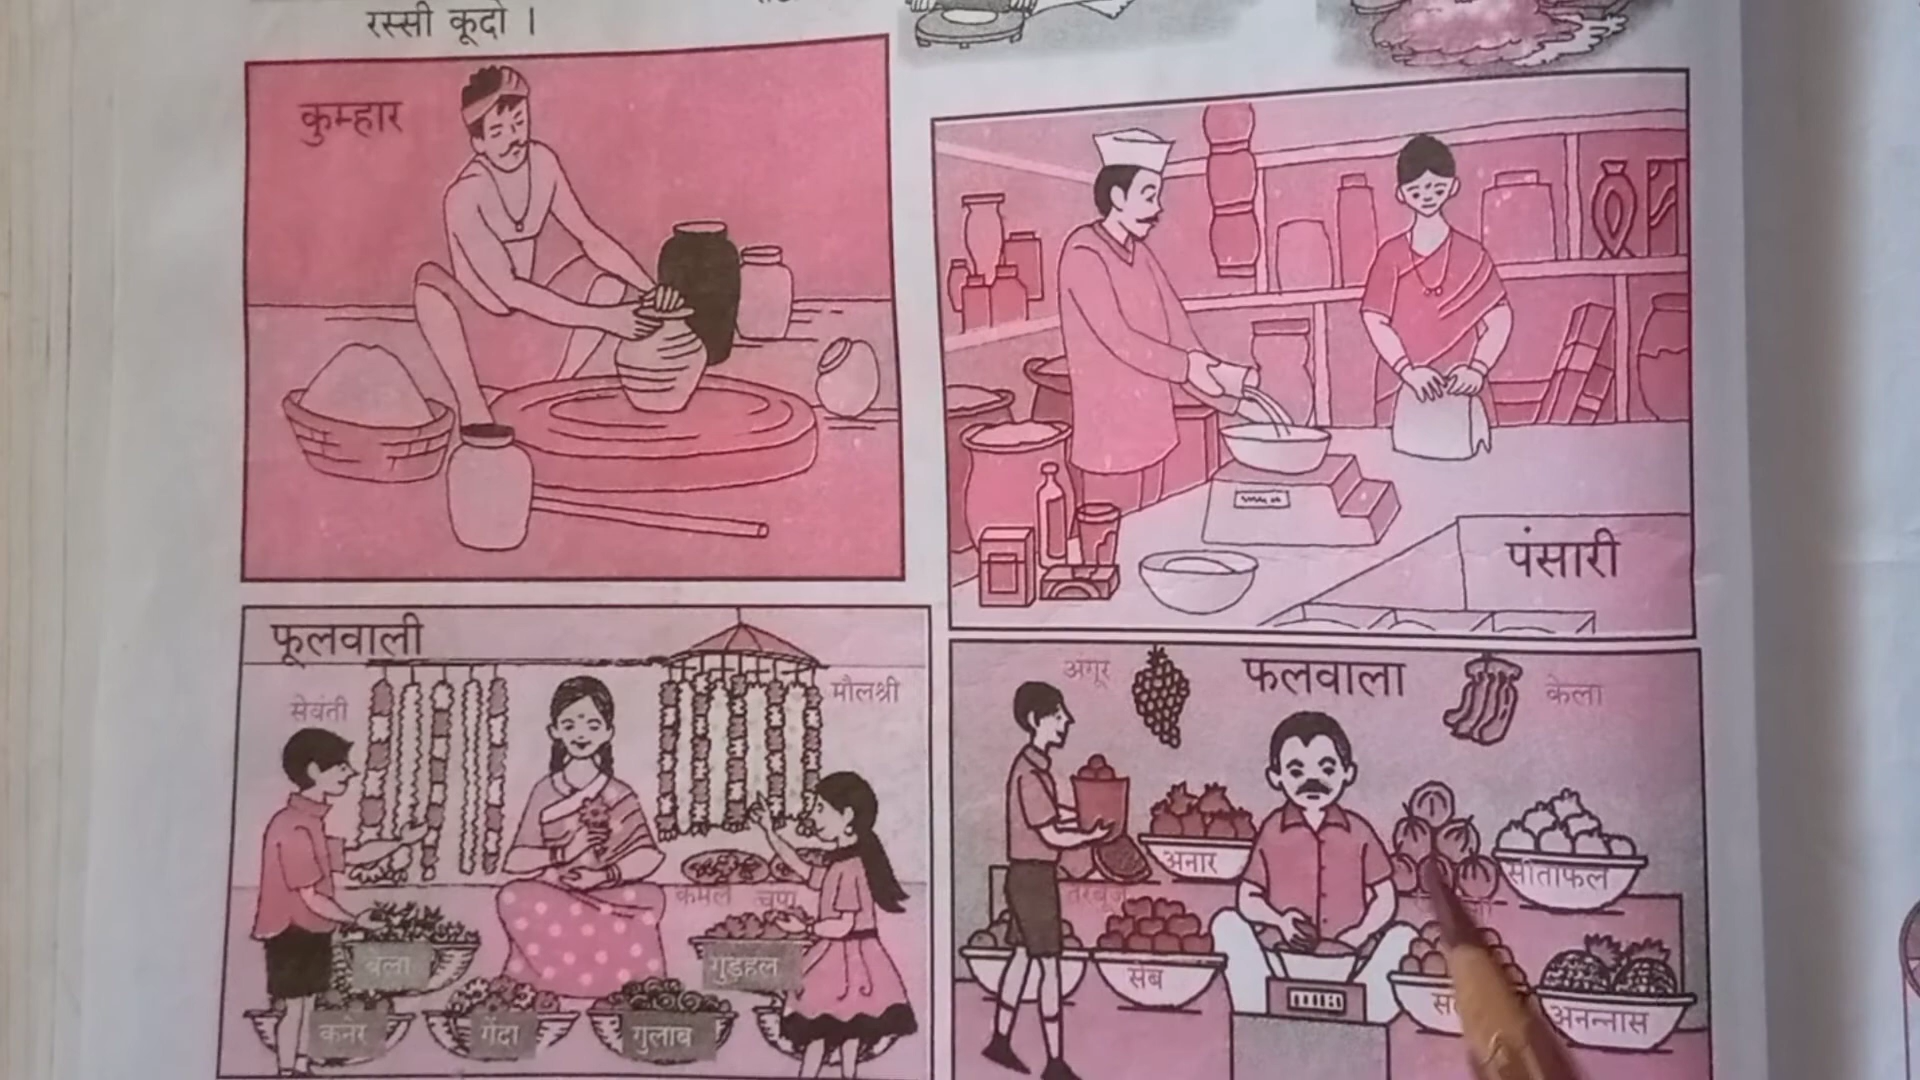 रस्सी कूदो ।
कुम्हार
पंसारी
फूलवाली
सेवंती
मौलश्री
कमल
चंपा
बेला
गुड़हल
कनेर
गेंदा
गुलाब
अंगूर
फलवाला
केला
अनार
सीताफल
तरबूज
सेब
अनन्नास